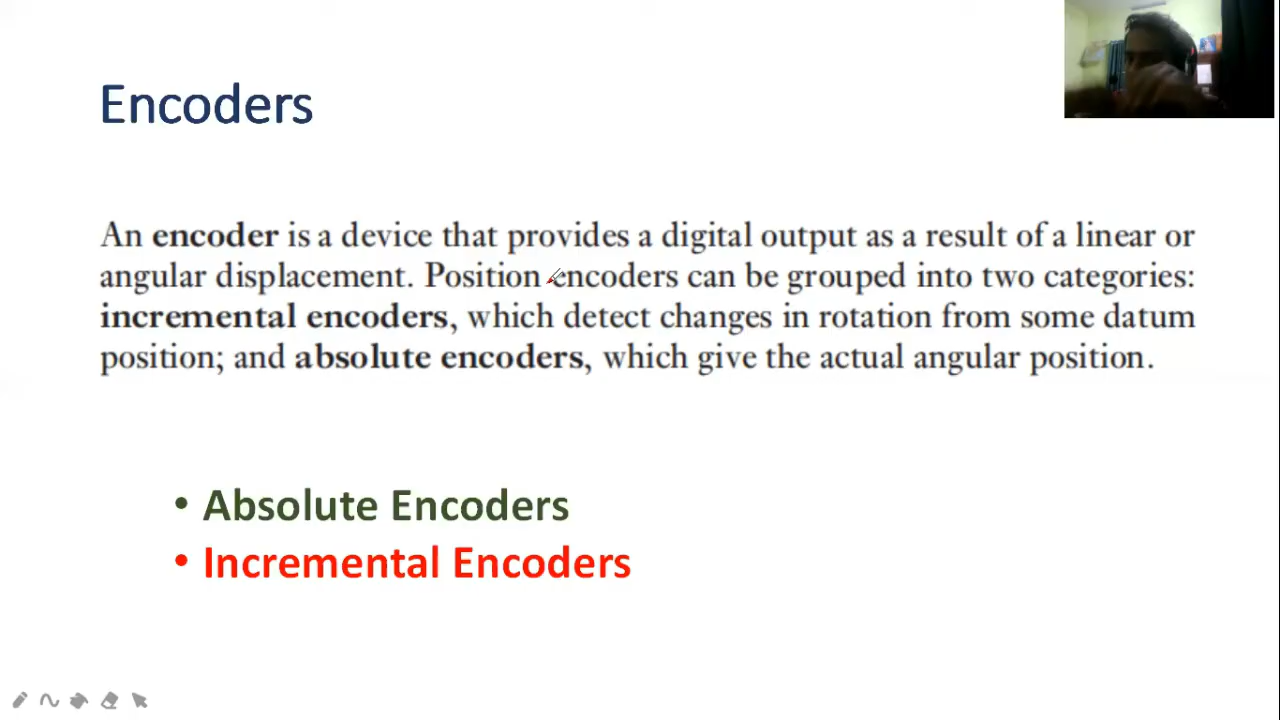 Encoders
An encoder is a device that provides a digital output as a result of a linear or
angular displacement. Position encoders can be grouped into two categories:
incremental encoders, which detect changes in rotation from some datum
position; and absolute encoders, which give the actual angular position.
• Absolute Encoders
• Incremental Encoders